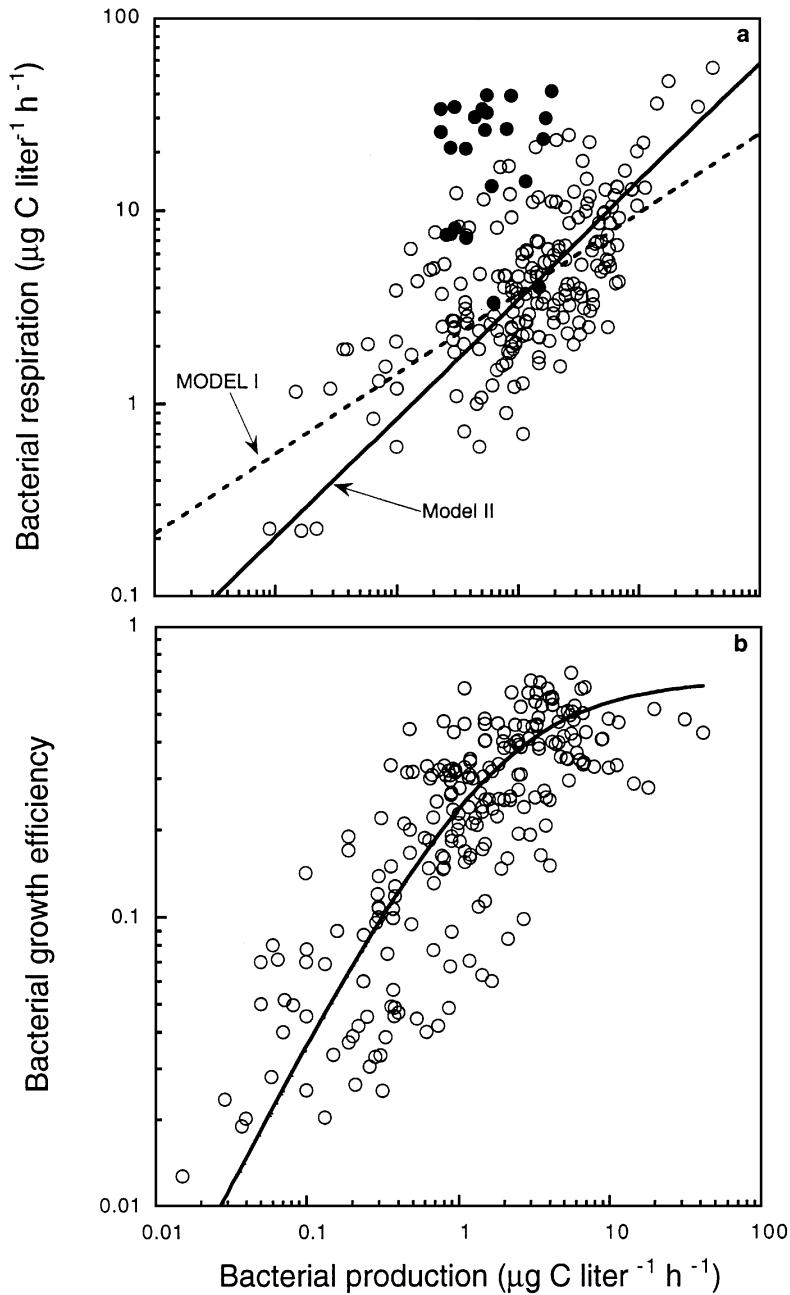 100
a
10
1
0.1
Bacterial respiration (µg C liter⁻¹ h⁻¹)
MODEL I
Model II
1
b
0.1
0.01
Bacterial growth efficiency
0.01 0.1 1 10 100
Bacterial production (µg C liter ⁻¹ h ⁻¹)